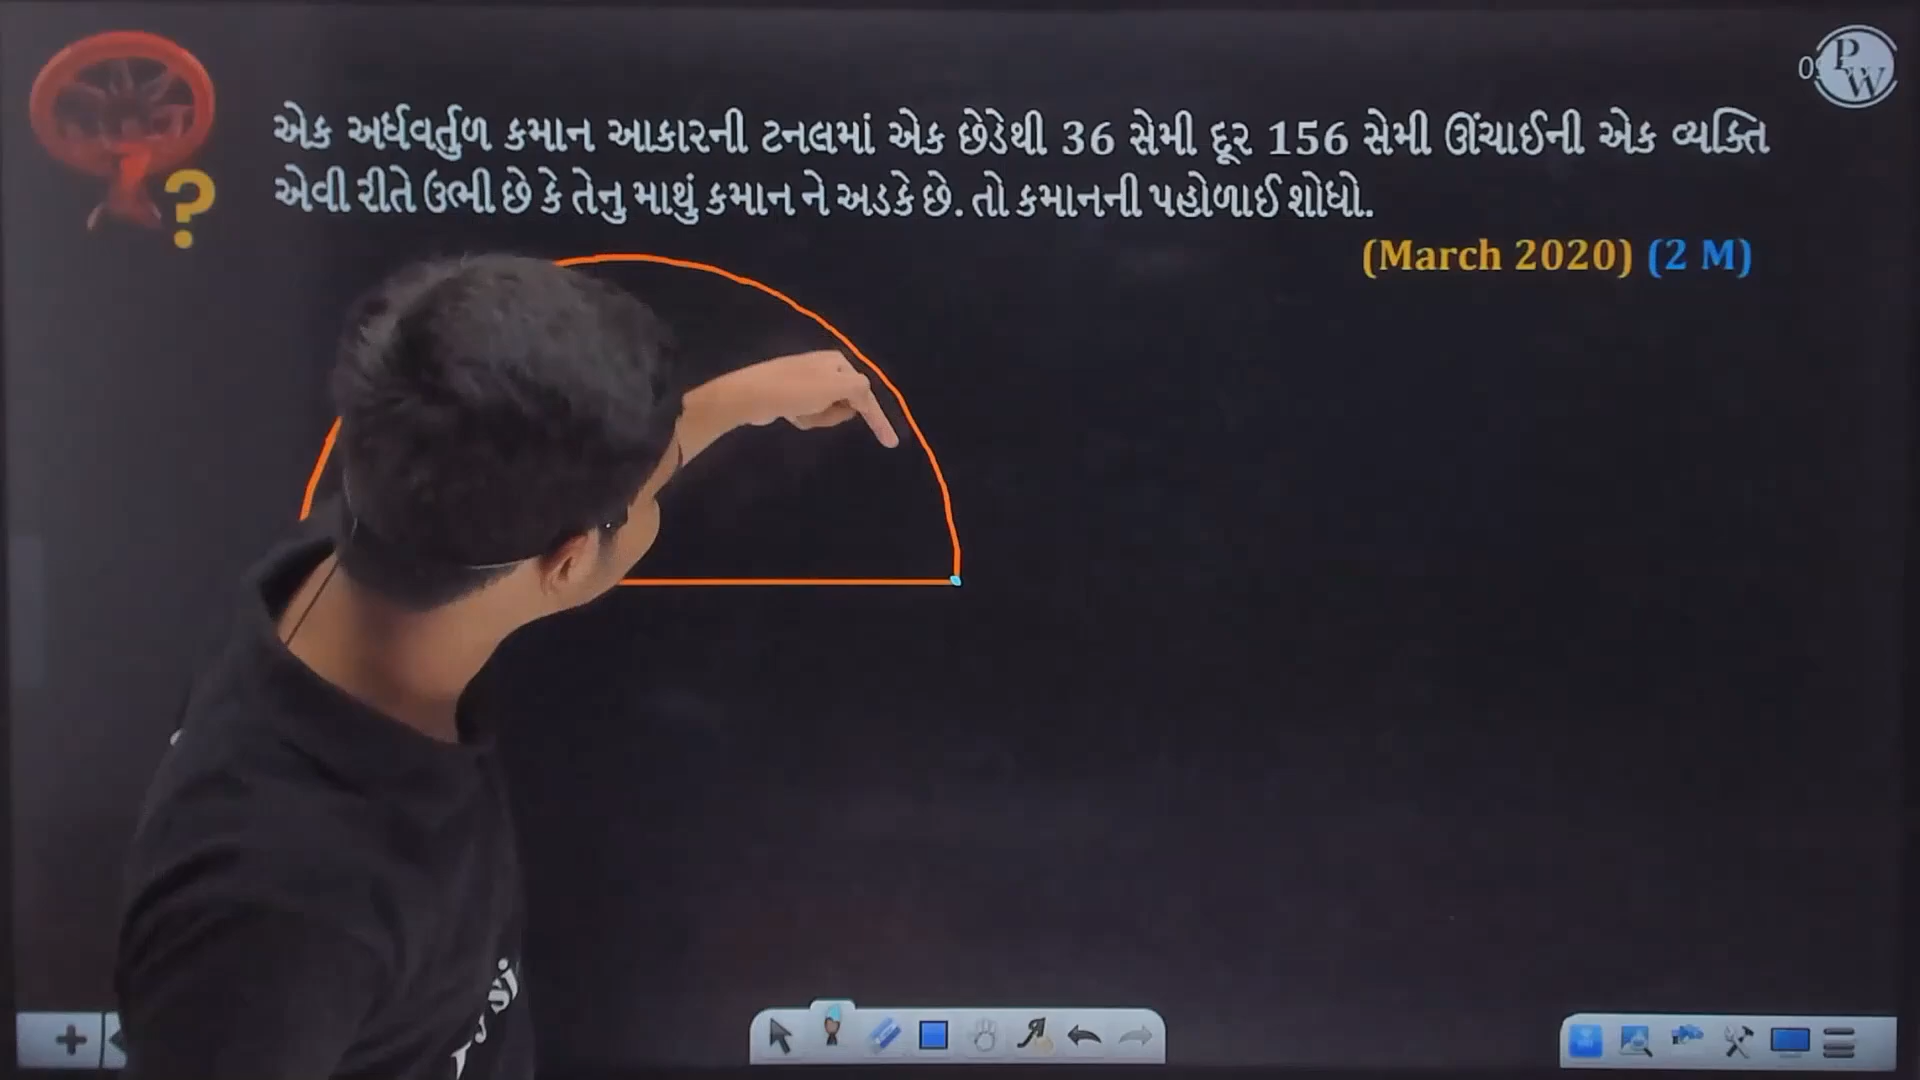 એક અર્ધવર્તુળ કમાન આકારની ટનલમાં એક છેડેથી 36 સેમી દૂર 156 સેમી ઊંચાઈની એક વ્યક્તિ
એવી રીતે ઉભી છે કે તેનુ માથું કમાન ને અડકે છે. તો કમાનની પહોળાઈ શોધો.
(March 2020) (2 M)
PW